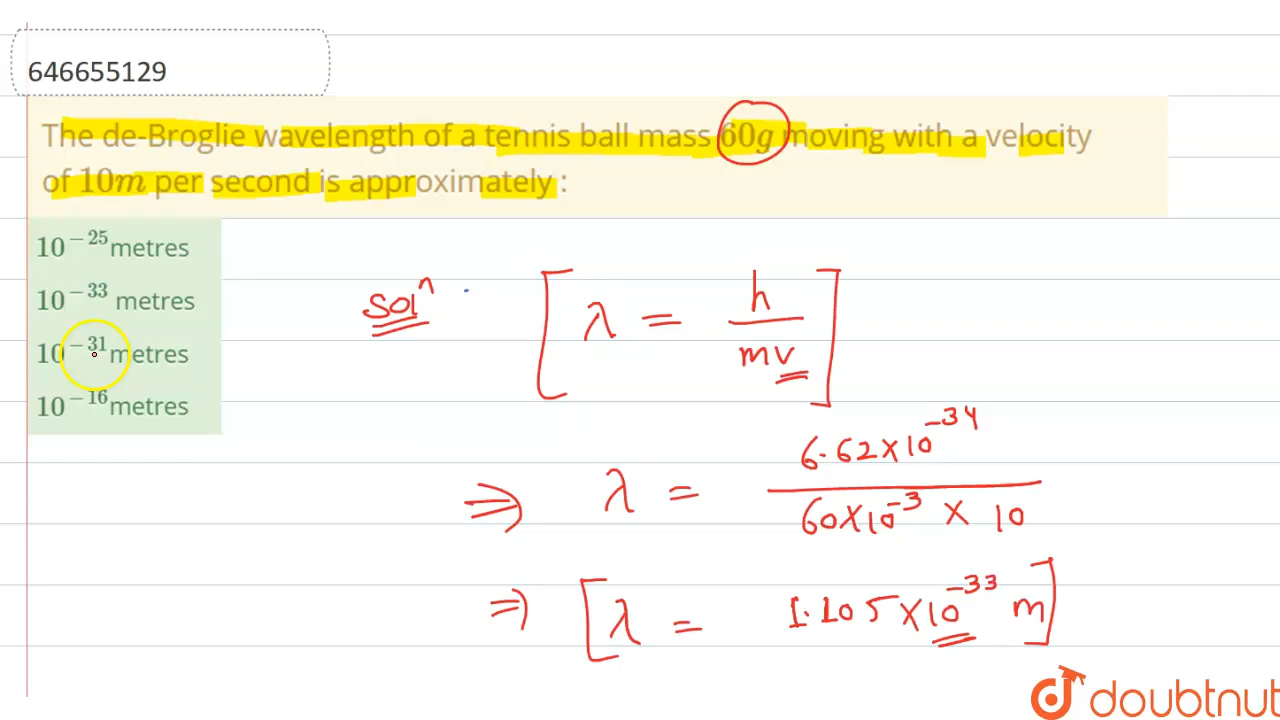 646655129
The de-Broglie wavelength of a tennis ball mass 60g moving with a velocity
of 10m per second is approximately :
10^-25 metres
10^-33 metres
10^-31 metres
10^-16 metres
Solⁿ
[ λ = h / mv ]
⇒ λ = 6.62×10^-34 / 60×10^-3 × 10
⇒ [ λ = 1.105×10^-33 m ]
doubtnut